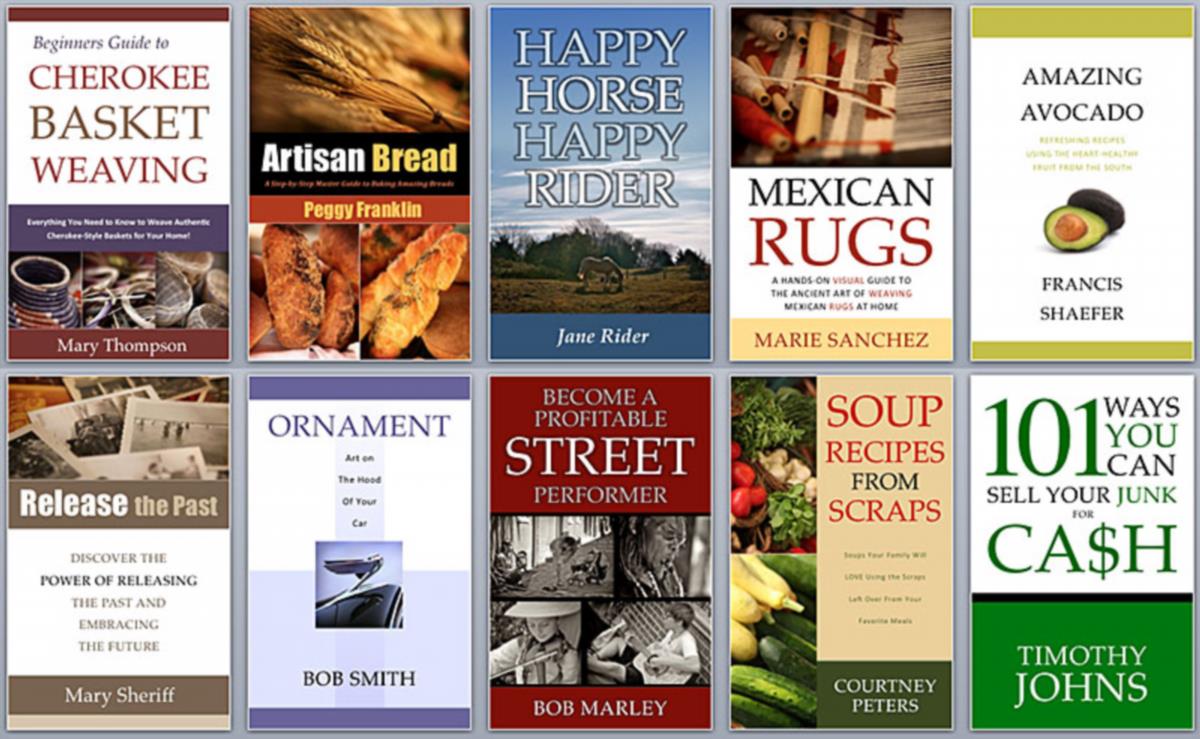 Beginners Guide to
CHEROKEE
BASKET
WEAVING
Everything You Need to Know to Weave Authentic
Cherokee-Style Baskets for Your Home!
Mary Thompson
Artisan Bread
A Step-by-Step Master Guide to Baking Amazing Breads
Peggy Franklin
HAPPY
HORSE
HAPPY
RIDER
Jane Rider
MEXICAN
RUGS
A HANDS-ON VISUAL GUIDE TO
THE ANCIENT ART OF WEAVING
MEXICAN RUGS AT HOME
MARIE SANCHEZ
AMAZING
AVOCADO
REFRESHING RECIPES
USING THE HEART-HEALTHY
FRUIT FROM THE SOUTH
FRANCIS
SHAEFER
Release the Past
DISCOVER THE
POWER OF RELEASING
THE PAST AND
EMBRACING
THE FUTURE
Mary Sheriff
ORNAMENT
Art on
The Hood
Of Your
Car
BOB SMITH
BECOME A
PROFITABLE
STREET
PERFORMER
BOB MARLEY
SOUP
RECIPES
FROM
SCRAPS
Soups Your Family Will
LOVE Using the Scraps
Left Over From Your
Favorite Meals
COURTNEY
PETERS
101 WAYS
YOU
CAN
SELL YOUR JUNK
FOR
CA$H
TIMOTHY
JOHNS